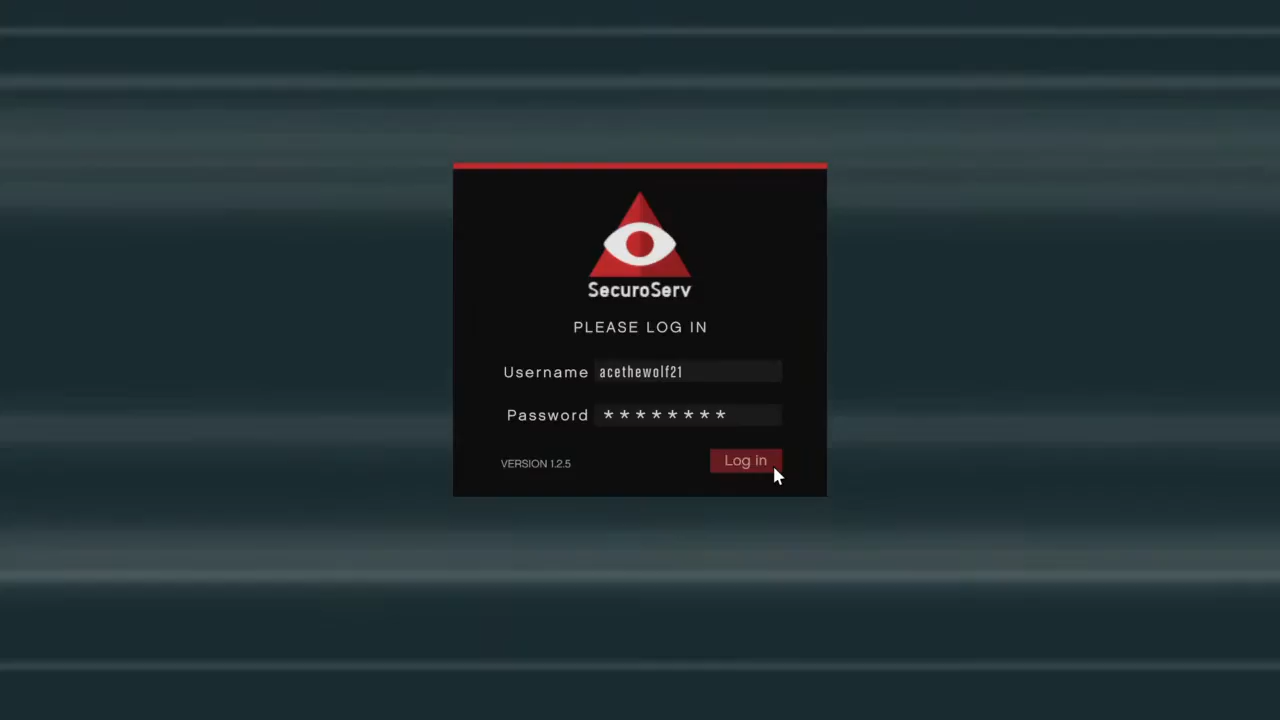 SecuroServ
PLEASE LOG IN
Username acethewolf21
Password ********
VERSION 1.2.5 Log in